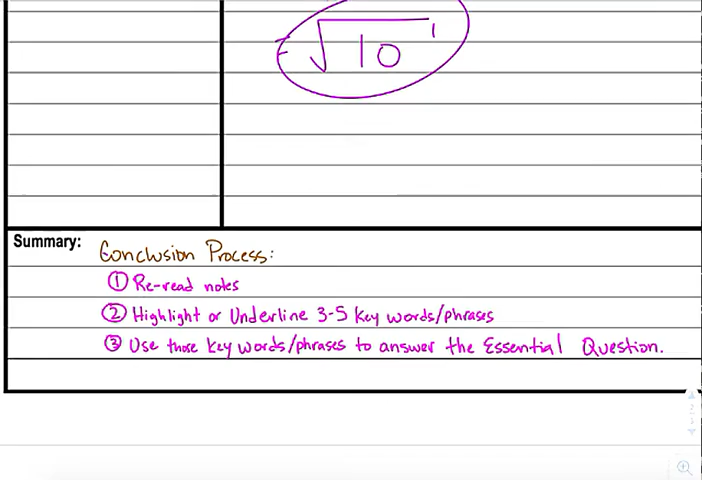 = √10
Summary: Conclusion Process:
① Re-read notes
② Highlight or Underline 3-5 key words/phrases
③ Use those key words/phrases to answer the Essential Question.